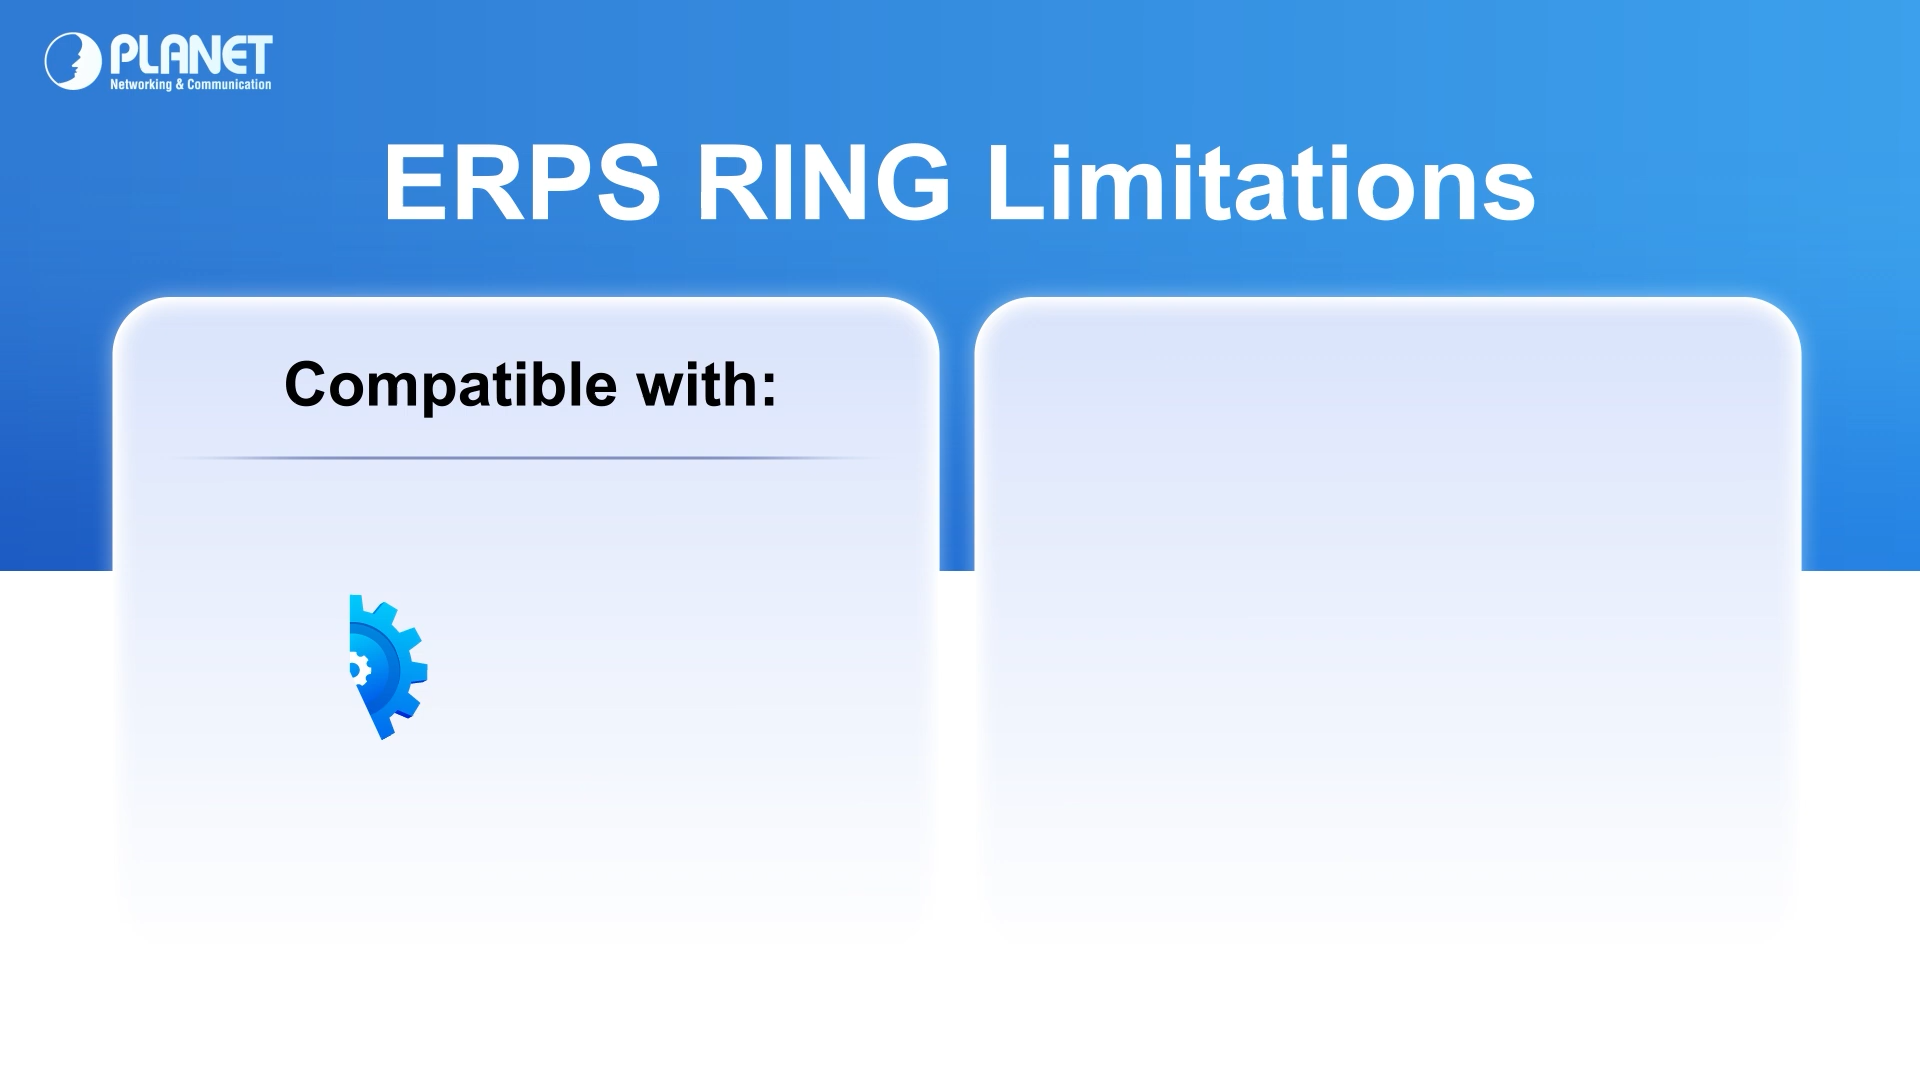 PLANET
Networking & Communication
ERPS RING Limitations
Compatible with: